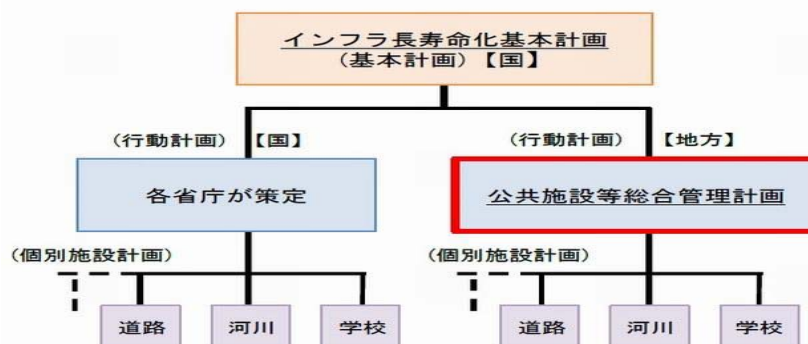 インフラ長寿命化基本計画
(基本計画)【国】
(行動計画) 【国】
(行動計画) 【地方】
各省庁が策定
公共施設等総合管理計画
(個別施設計画)
(個別施設計画)
道路
河川
学校
道路
河川
学校